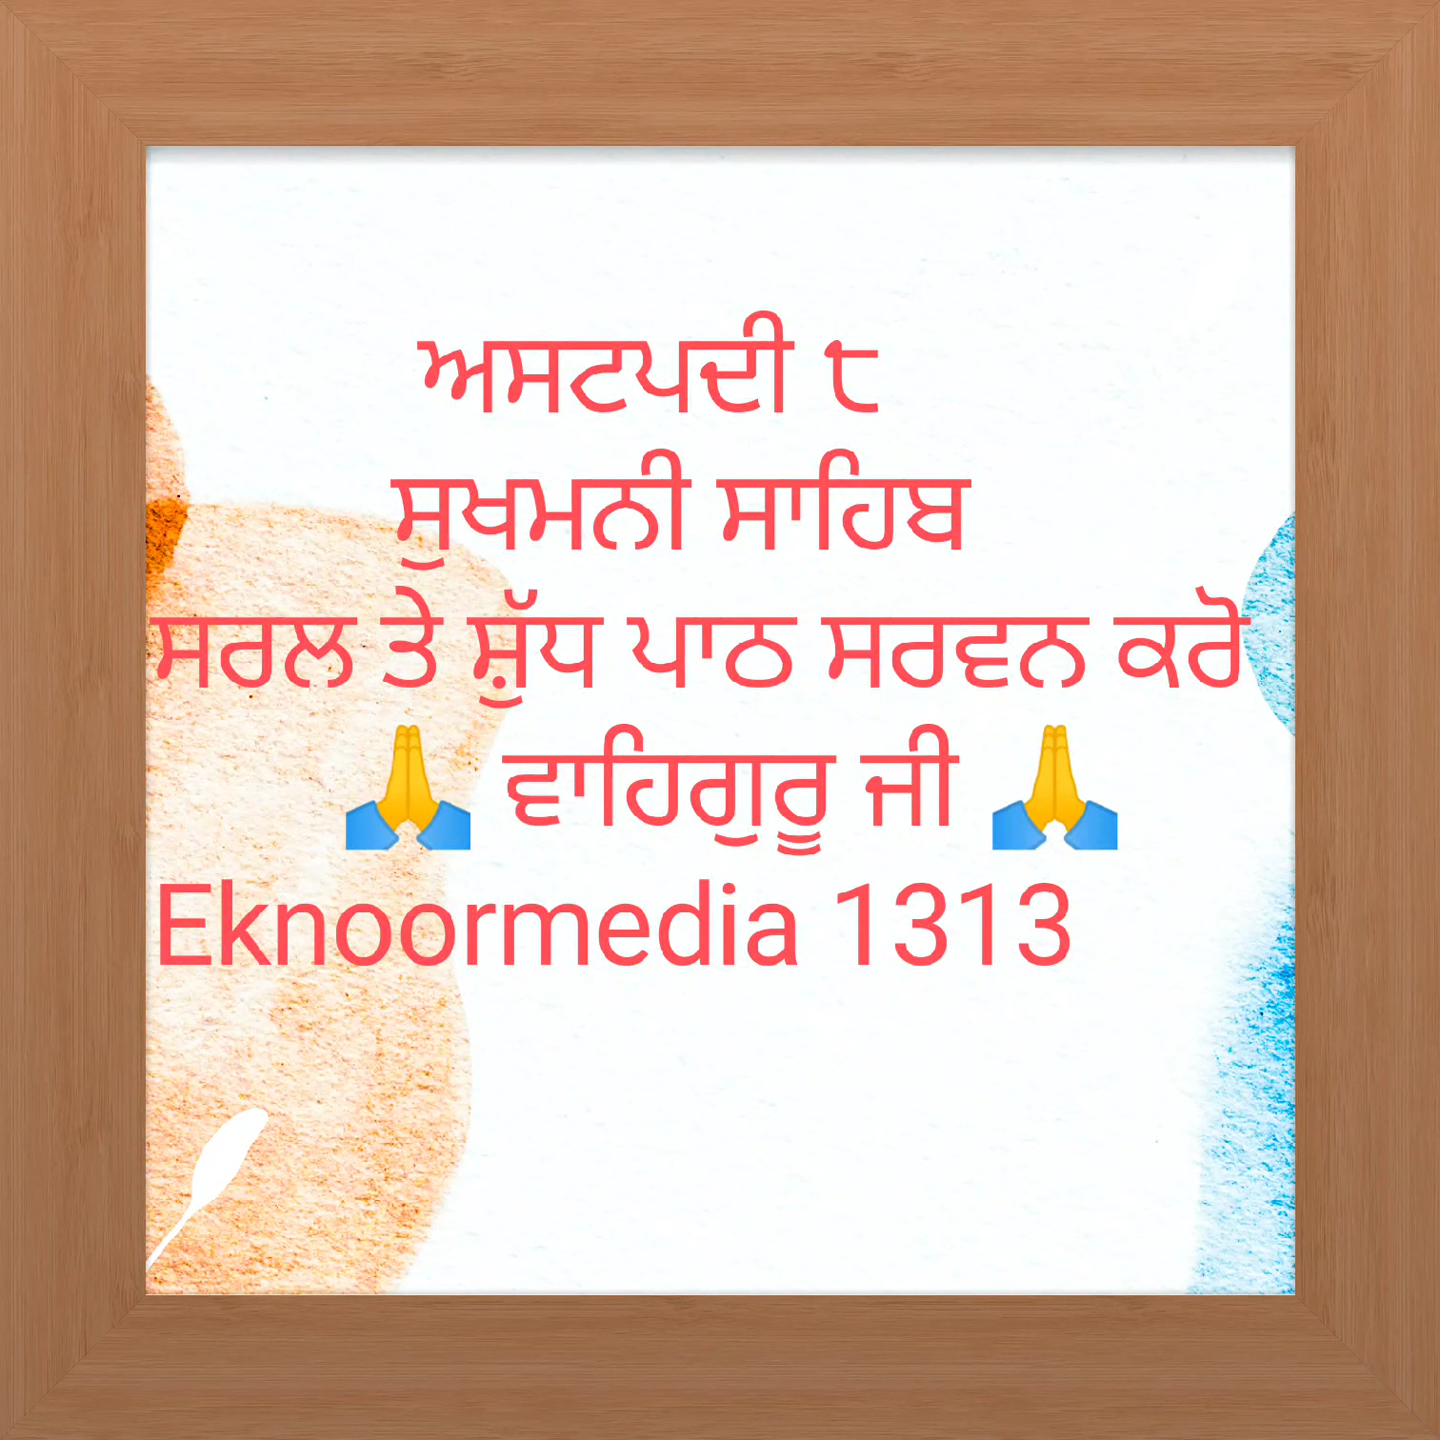 ਅਸਟਪਦੀ ੮
ਸੁਖਮਨੀ ਸਾਹਿਬ
ਸਰਲ ਤੇ ਸ਼ੁੱਧ ਪਾਠ ਸਰਵਨ ਕਰੋ
🙏 ਵਾਹਿਗੁਰੂ ਜੀ 🙏
Eknoormedia 1313